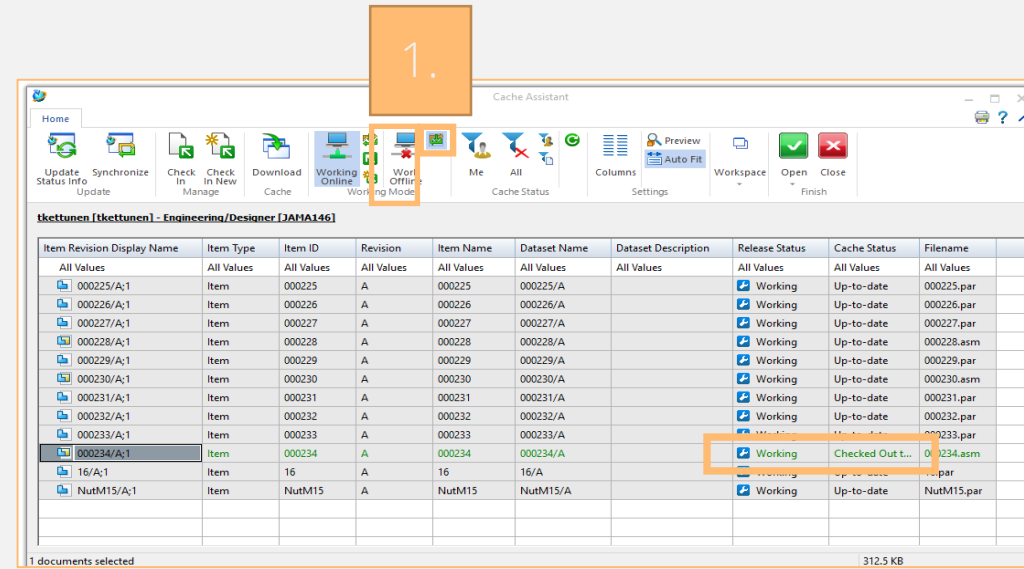 1.
Cache Assistant
Home
Update Status Info
Synchronize
Update
Check In
Check In New
Manage
Download
Cache
Working Online
Work Offline
Working Mode
Me
All
Cache Status
Columns
Preview
Auto Fit
Settings
Workspace
Open
Close
Finish
tkettunen [tkettunen] - Engineering/Designer [JAMA146]
Item Revision Display Name Item Type Item ID Revision Item Name Dataset Name Dataset Description Release Status Cache Status Filename
All Values All Values All Values All Values All Values All Values All Values All Values All Values All Values
000225/A;1 Item 000225 A 000225 000225/A Working Up-to-date 000225.par
000226/A;1 Item 000226 A 000226 000226/A Working Up-to-date 000226.par
000227/A;1 Item 000227 A 000227 000227/A Working Up-to-date 000227.par
000228/A;1 Item 000228 A 000228 000228/A Working Up-to-date 000228.asm
000229/A;1 Item 000229 A 000229 000229/A Working Up-to-date 000229.par
000230/A;1 Item 000230 A 000230 000230/A Working Up-to-date 000230.asm
000231/A;1 Item 000231 A 000231 000231/A Working Up-to-date 000231.par
000232/A;1 Item 000232 A 000232 000232/A Working Up-to-date 000232.par
000233/A;1 Item 000233 A 000233 000233/A Working Up-to-date 000233.par
000234/A;1 Item 000234 A 000234 000234/A Working Checked Out t... 000234.asm
16/A;1 Item 16 A 16 16/A Working Up-to-date 16.par
NutM15/A;1 Item NutM15 A NutM15 NutM15/A Working Up-to-date NutM15.par
1 documents selected
312.5 KB